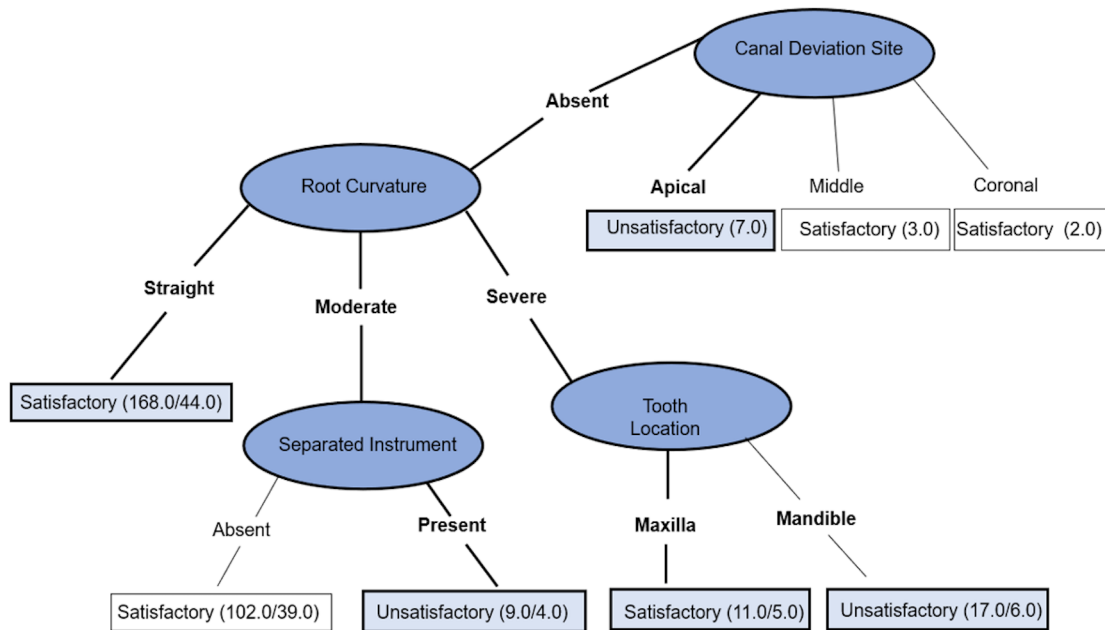 Canal Deviation Site
Absent
Root Curvature
Apical
Middle
Coronal
Unsatisfactory (7.0)
Satisfactory (3.0)
Satisfactory (2.0)
Straight
Moderate
Severe
Satisfactory (168.0/44.0)
Separated Instrument
Tooth
Location
Absent
Present
Maxilla
Mandible
Satisfactory (102.0/39.0)
Unsatisfactory (9.0/4.0)
Satisfactory (11.0/5.0)
Unsatisfactory (17.0/6.0)